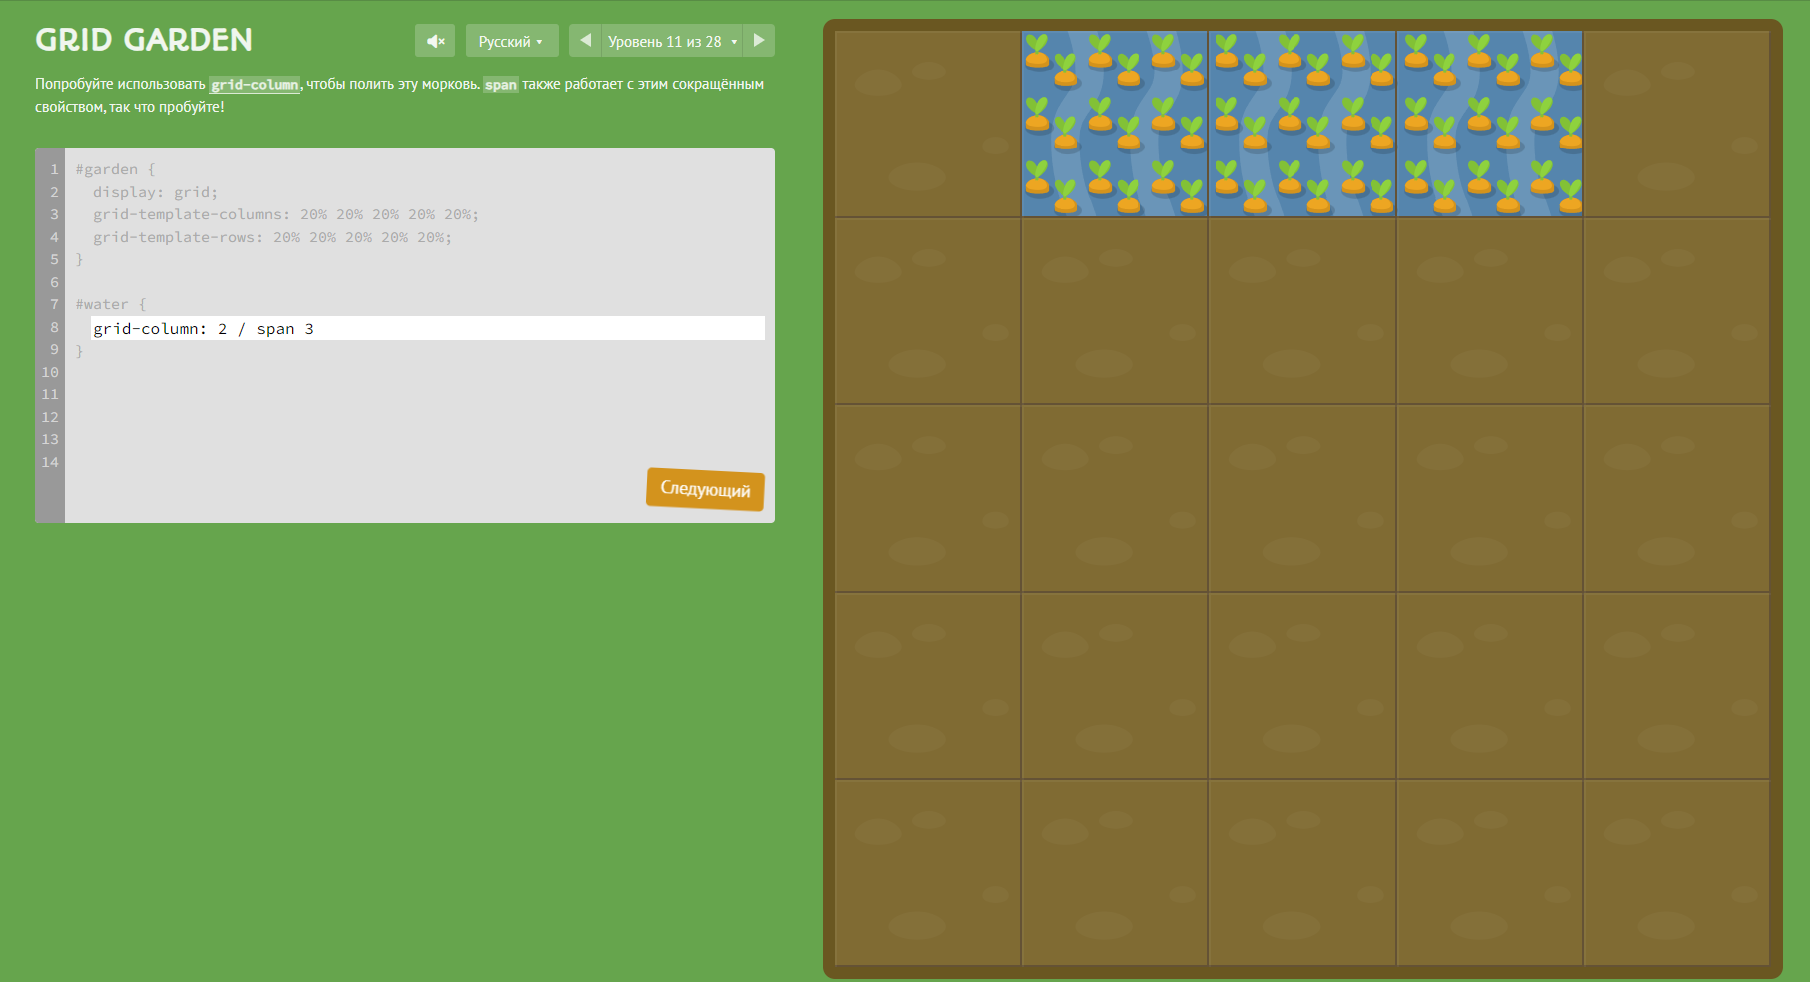 GRID GARDEN
Русский ▾
Уровень 11 из 28 ▾
Попробуйте использовать grid-column, чтобы полить эту морковь. span также работает с этим сокращённым
свойством, так что пробуйте!
1 #garden {
2 display: grid;
3 grid-template-columns: 20% 20% 20% 20% 20%;
4 grid-template-rows: 20% 20% 20% 20% 20%;
5 }
6
7 #water {
8 grid-column: 2 / span 3
9 }
10
11
12
13
14
Следующий